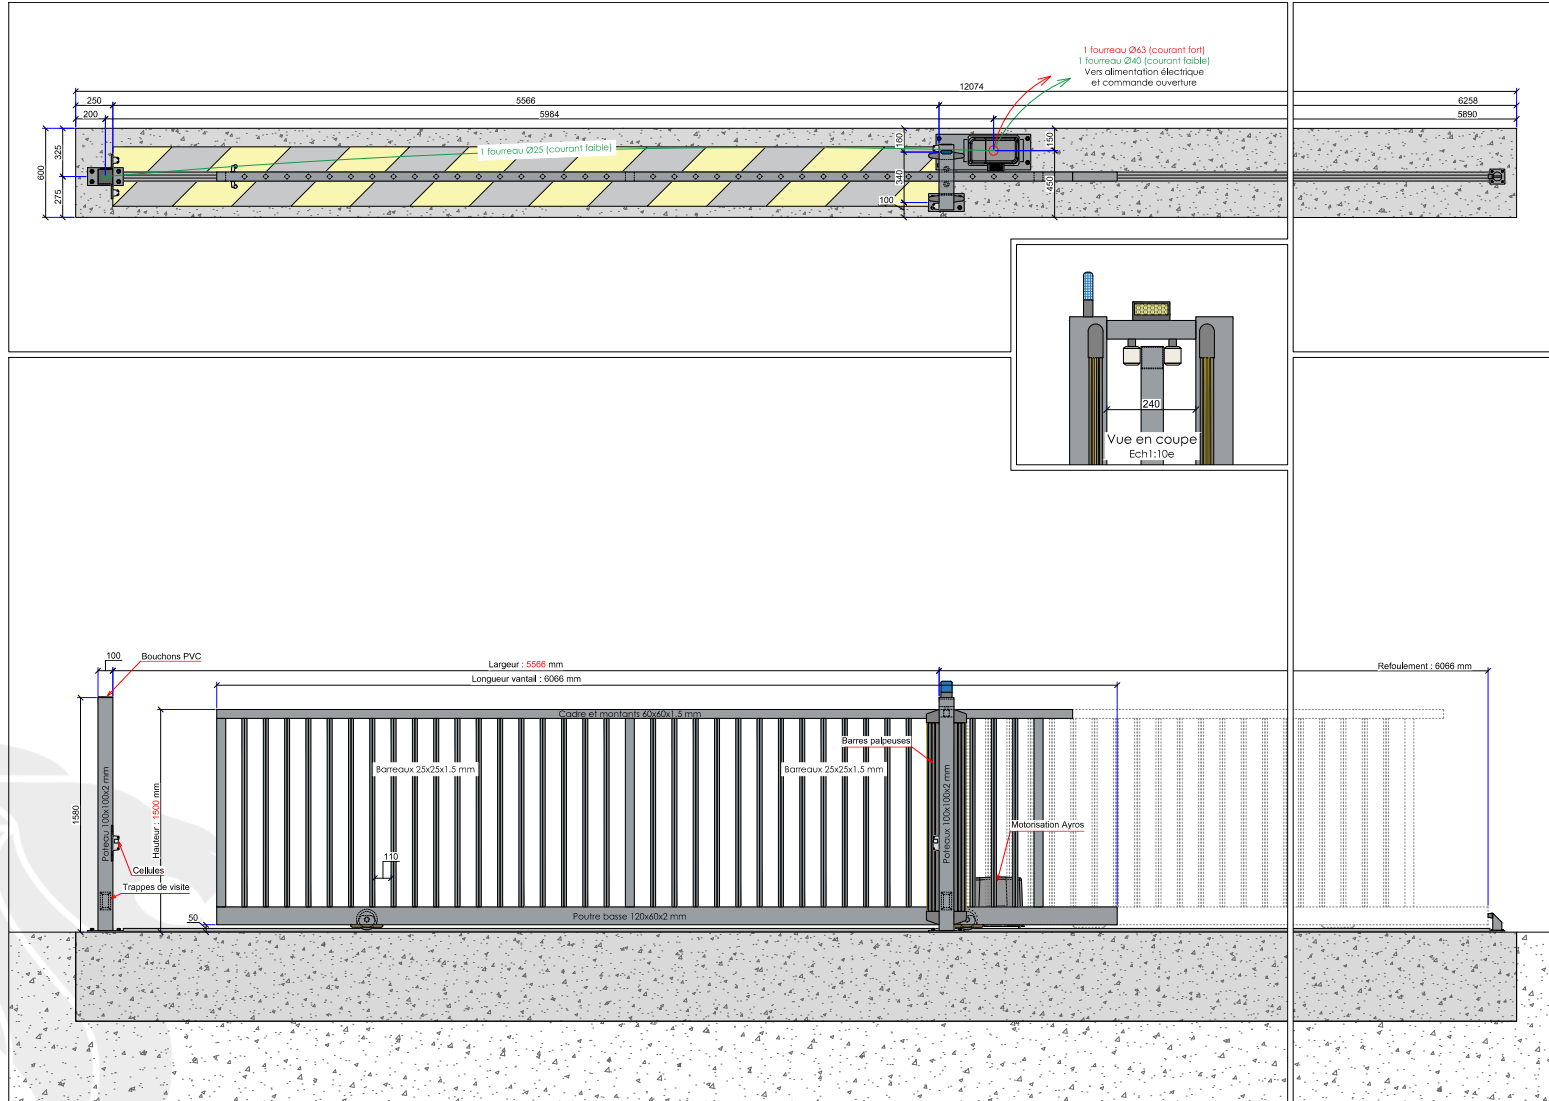 1 fourreau Ø63 (courant fort)
1 fourreau Ø40 (courant faible)
Vers alimentation électrique
et commande ouverture
12074
250
5566
6258
200
5984
5890
1 fourreau Ø25 (courant faible)
600
325
275
160
340
100
150
450
240
Vue en coupe
Ech1:10e
100
Bouchons PVC
Largeur : 5566 mm
Refoulement : 6066 mm
Longueur vantail : 6066 mm
Cadre et montants 60x60x1.5 mm
Barres palpeuses
Barreaux 25x25x1.5 mm
Barreaux 25x25x1.5 mm
1580
Poteau 100x100x2 mm
Hauteur : 1500 mm
Poteaux 100x100x2 mm
Motorisation Ayros
110
Cellules
Trappes de visite
50
Poutre basse 120x60x2 mm